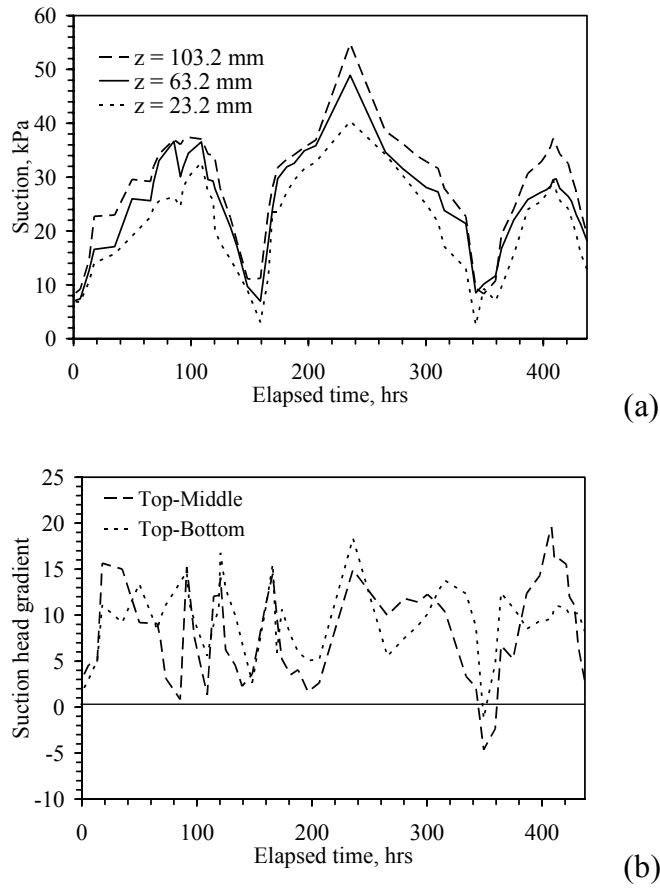 60
50
40
30
20
10
0
Suction, kPa
z = 103.2 mm
z = 63.2 mm
z = 23.2 mm
0 100 200 300 400
Elapsed time, hrs
(a)
25
20
15
10
5
0
-5
-10
Suction head gradient
Top-Middle
Top-Bottom
0 100 200 300 400
Elapsed time, hrs
(b)